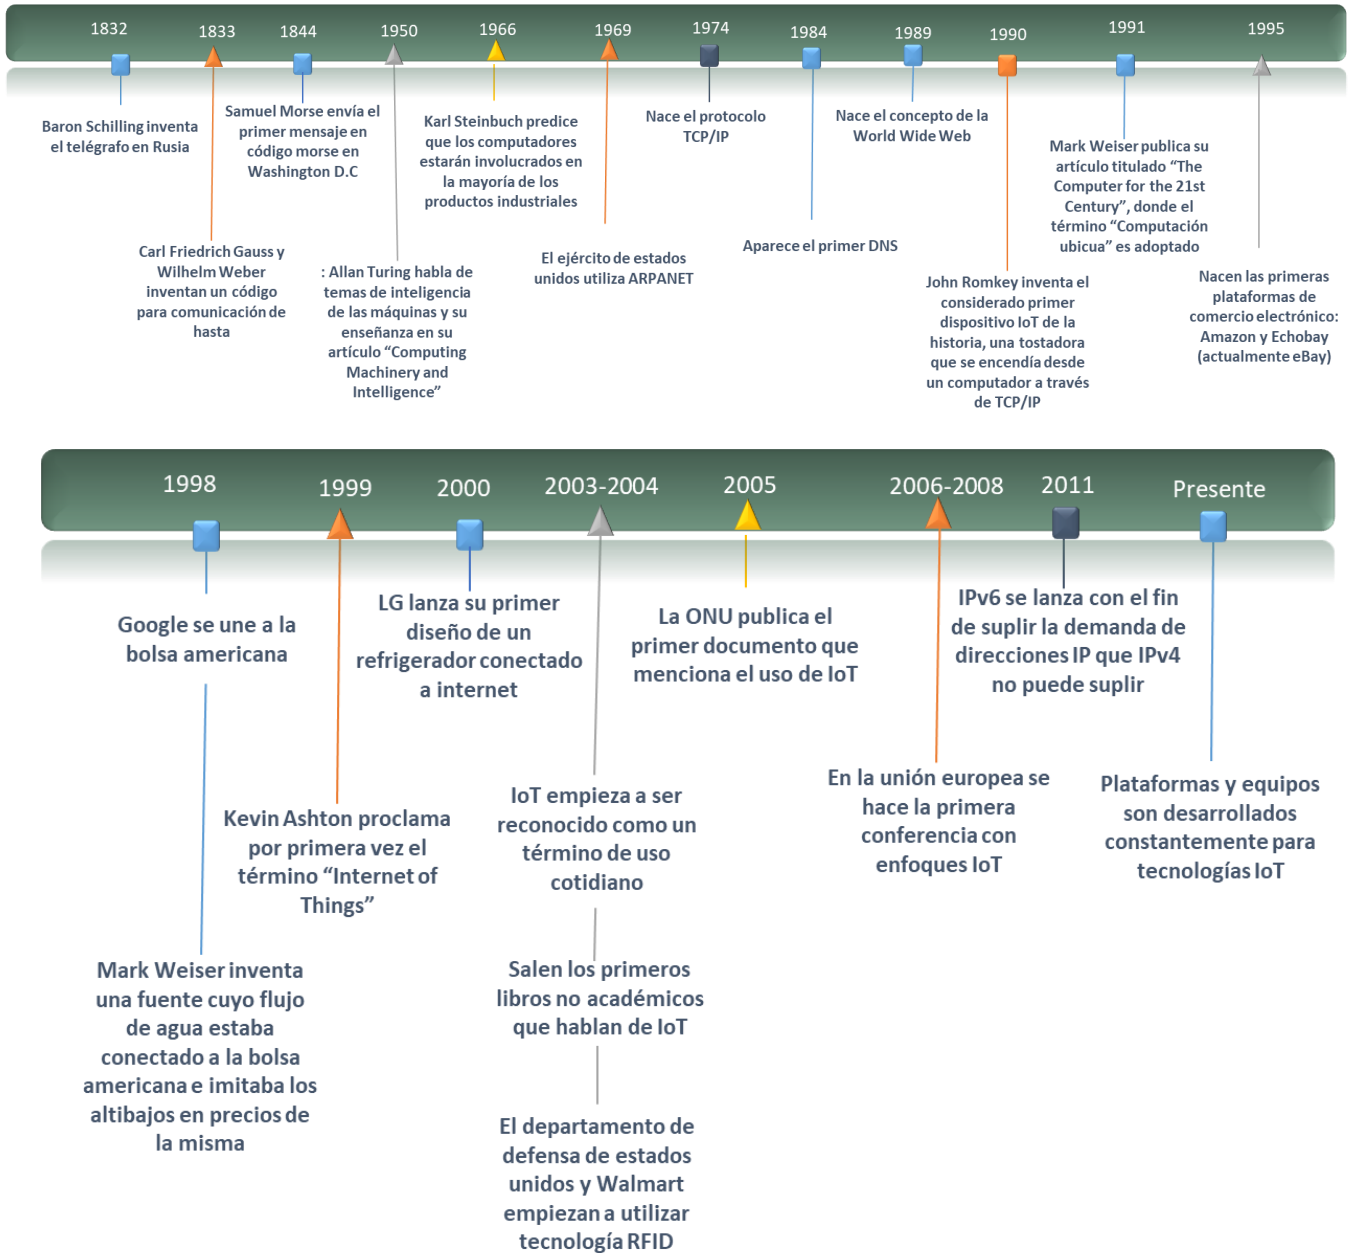 1832
1833
1844
1950
1966
1969
1974
1984
1989
1990
1991
1995
Baron Schilling inventa
el telégrafo en Rusia
Carl Friedrich Gauss y
Wilhelm Weber
inventan un código
para comunicación de
hasta
Samuel Morse envía el
primer mensaje en
código morse en
Washington D.C
: Allan Turing habla de
temas de inteligencia
de las máquinas y su
enseñanza en su
artículo “Computing
Machinery and
Intelligence”
Karl Steinbuch predice
que los computadores
estarán involucrados en
la mayoría de los
productos industriales
El ejército de estados
unidos utiliza ARPANET
Nace el protocolo
TCP/IP
Aparece el primer DNS
Nace el concepto de la
World Wide Web
John Romkey inventa el
considerado primer
dispositivo IoT de la
historia, una tostadora
que se encendía desde
un computador a través
de TCP/IP
Mark Weiser publica su
artículo titulado “The
Computer for the 21st
Century”, donde el
término “Computación
ubicua” es adoptado
Nacen las primeras
plataformas de
comercio electrónico:
Amazon y Echobay
(actualmente eBay)
1998
1999
2000
2003-2004
2005
2006-2008
2011
Presente
Google se une a la
bolsa americana
Mark Weiser inventa
una fuente cuyo flujo
de agua estaba
conectado a la bolsa
americana e imitaba los
altibajos en precios de
la misma
Kevin Ashton proclama
por primera vez el
término “Internet of
Things”
LG lanza su primer
diseño de un
refrigerador conectado
a internet
IoT empieza a ser
reconocido como un
término de uso
cotidiano
Salen los primeros
libros no académicos
que hablan de IoT
El departamento de
defensa de estados
unidos y Walmart
empiezan a utilizar
tecnología RFID
La ONU publica el
primer documento que
menciona el uso de IoT
En la unión europea se
hace la primera
conferencia con
enfoques IoT
IPv6 se lanza con el fin
de suplir la demanda de
direcciones IP que IPv4
no puede suplir
Plataformas y equipos
son desarrollados
constantemente para
tecnologías IoT